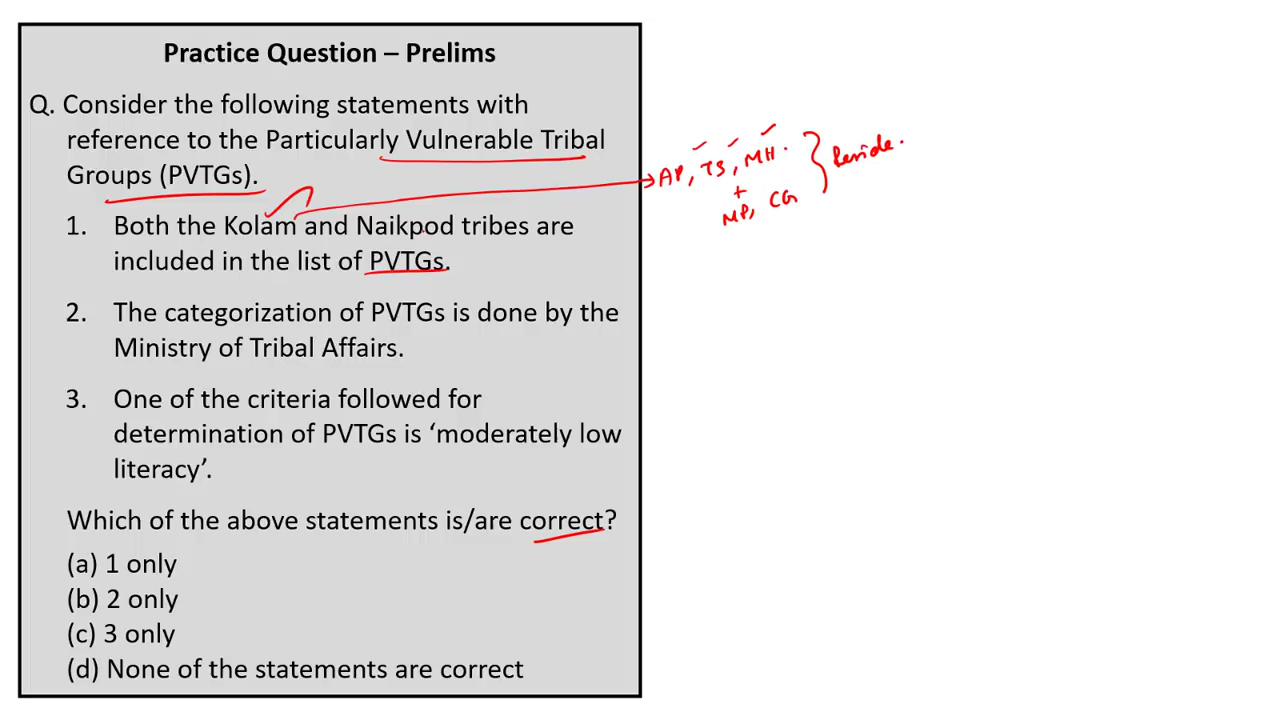 Practice Question – Prelims
Q. Consider the following statements with
reference to the Particularly Vulnerable Tribal
Groups (PVTGs).
1. Both the Kolam and Naikpod tribes are
included in the list of PVTGs.
2. The categorization of PVTGs is done by the
Ministry of Tribal Affairs.
3. One of the criteria followed for
determination of PVTGs is ‘moderately low
literacy’.
Which of the above statements is/are correct?
(a) 1 only
(b) 2 only
(c) 3 only
(d) None of the statements are correct
AP, TS, MH.
+
MP, CG
Reside.